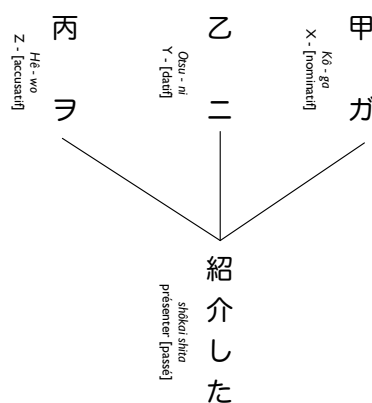 甲ガ
Kô - ga
X - [nominatif]
乙ニ
Otsu - ni
Y - [datif]
丙ヲ
Hê - wo
Z - [accusatif]
紹介した
shôkai shita
présenter [passé]